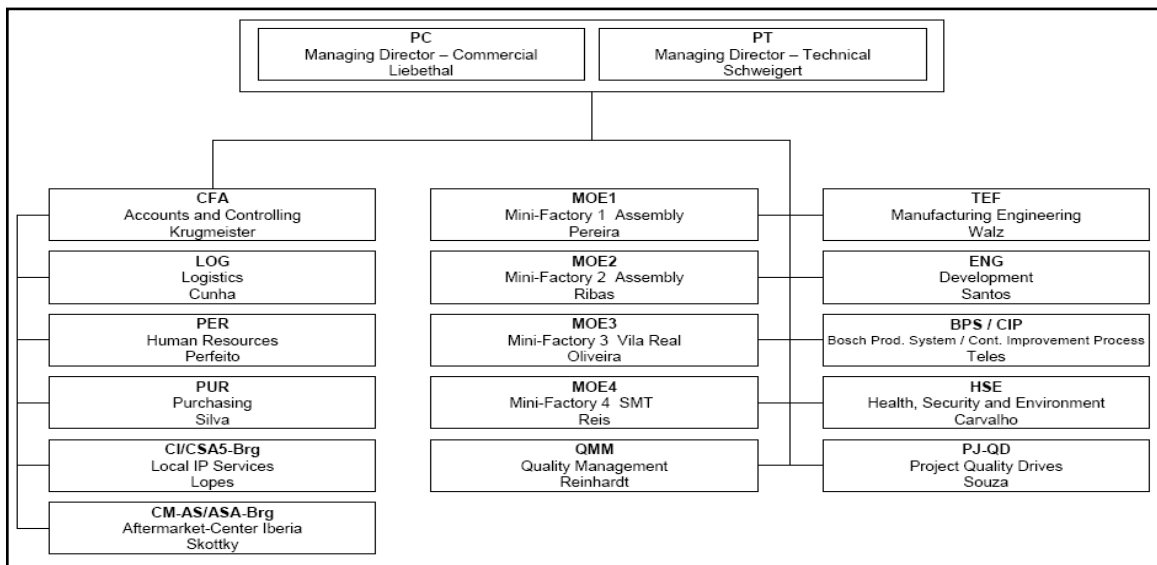 PC
Managing Director – Commercial
Liebethal
PT
Managing Director – Technical
Schweigert
CFA
Accounts and Controlling
Krugmeister
LOG
Logistics
Cunha
PER
Human Resources
Perfeito
PUR
Purchasing
Silva
CI/CSA5-Brg
Local IP Services
Lopes
CM-AS/ASA-Brg
Aftermarket-Center Iberia
Skottky
MOE1
Mini-Factory 1 Assembly
Pereira
MOE2
Mini-Factory 2 Assembly
Ribas
MOE3
Mini-Factory 3 Vila Real
Oliveira
MOE4
Mini-Factory 4 SMT
Reis
QMM
Quality Management
Reinhardt
TEF
Manufacturing Engineering
Walz
ENG
Development
Santos
BPS / CIP
Bosch Prod. System / Cont. Improvement Process
Teles
HSE
Health, Security and Environment
Carvalho
PJ-QD
Project Quality Drives
Souza